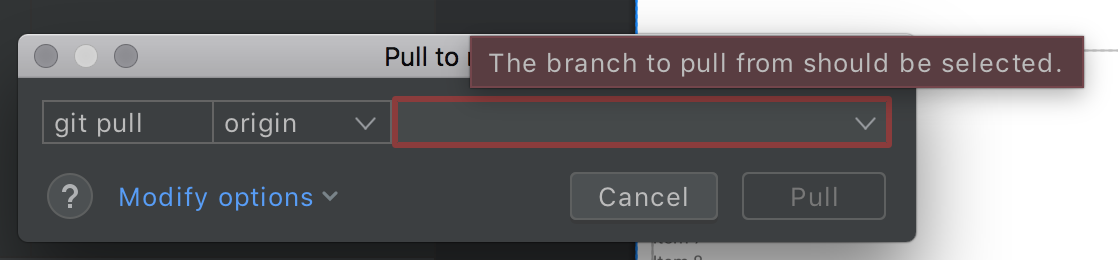 Pull to
The branch to pull from should be selected.
git pull
origin
?
Modify options
Cancel
Pull